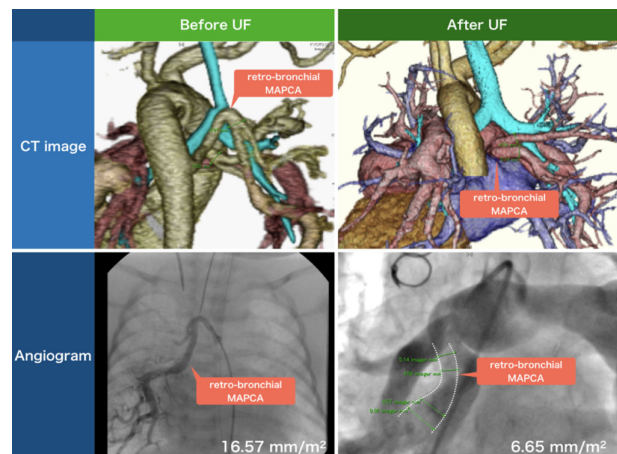 Before UF
After UF
CT image
retro-bronchial
MAPCA
retro-bronchial
MAPCA
Angiogram
retro-bronchial
MAPCA
16.57 mm/m²
retro-bronchial
MAPCA
6.65 mm/m²